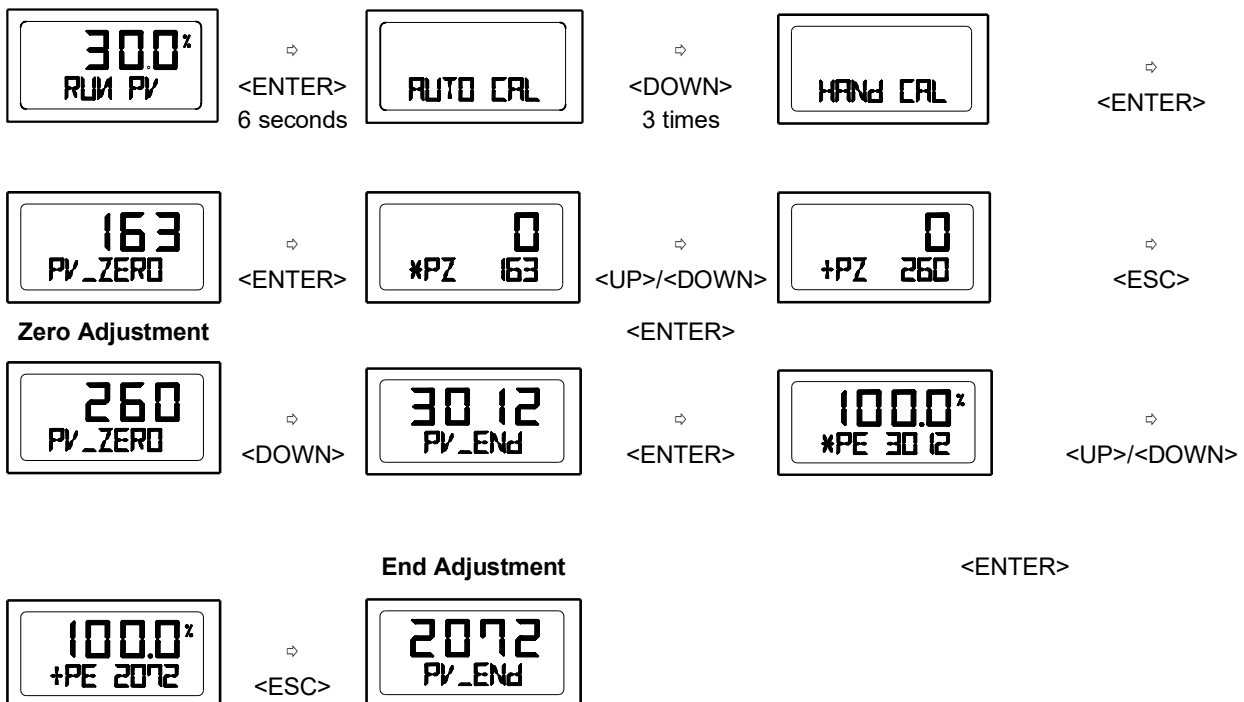 30.0%
RUN PV
⇨
<ENTER>
6 seconds
AUTO CAL
⇨
<DOWN>
3 times
HANd CAL
⇨
<ENTER>
163
PV_ZERO
⇨
<ENTER>
0
*PZ 163
⇨
<UP>/<DOWN>
<ENTER>
0
+PZ 260
⇨
<ESC>
Zero Adjustment
260
PV_ZERO
⇨
<DOWN>
3012
PV_ENd
⇨
<ENTER>
100.0%
*PE 3012
⇨
<UP>/<DOWN>
<ENTER>
End Adjustment
100.0%
+PE 2072
⇨
<ESC>
2072
PV_ENd